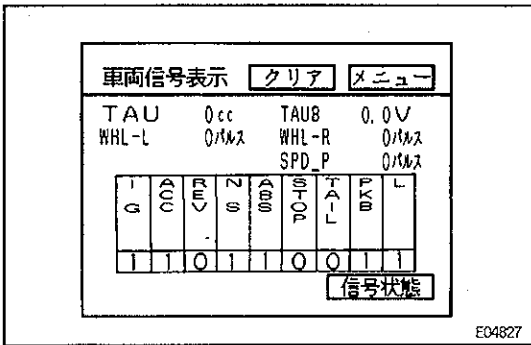 車両信号表示 クリア メニュー
TAU 0cc TAU8 0.0V
WHL-L 0パルス WHL-R 0パルス
SPD_P 0パルス
IG ACC REV NS ABS STOP TAIL PKB L
1 1 0 1 1 0 0 1 1
信号状態
E04827